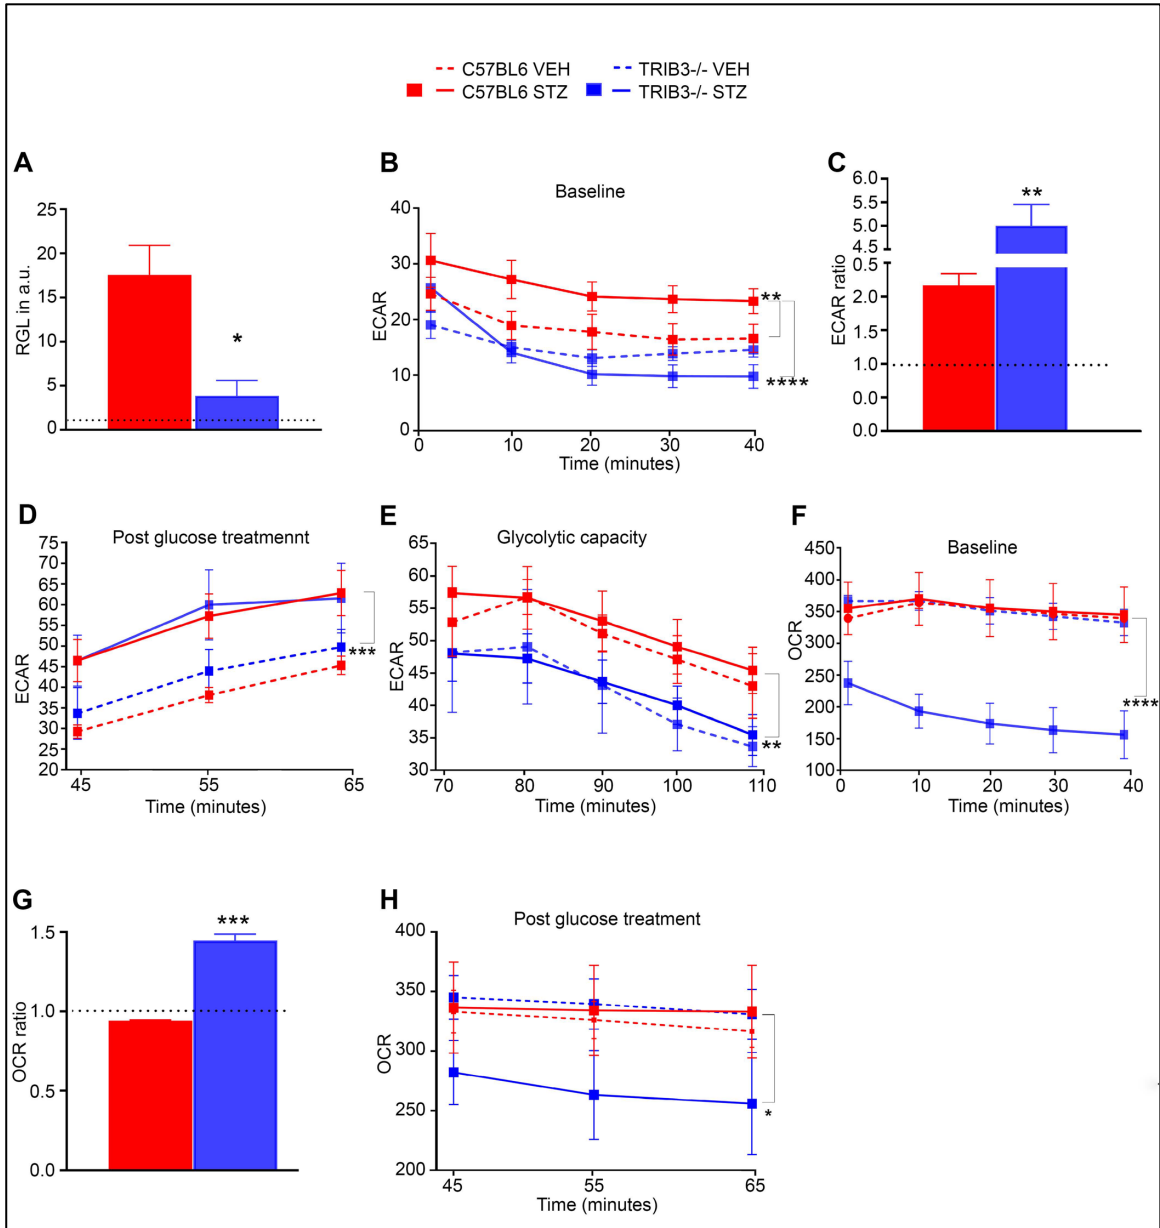 C57BL6 VEH
TRIB3-/- VEH
C57BL6 STZ
TRIB3-/- STZ
A
RGL in a.u.
25
20
15
10
5
0
*
B
Baseline
ECAR
40
30
20
10
0
**
****
0
10
20
30
40
Time (minutes)
C
ECAR ratio
6.0
5.5
5.0
4.5
0.5
2.0
1.5
1.0
0.0
0.0
**
D
Post glucose treatmennt
ECAR
75
70
65
60
55
50
45
40
35
30
25
20
***
45
55
65
Time (minutes)
E
Glycolytic capacity
ECAR
65
60
55
50
45
40
35
30
**
70
80
90
100
110
Time (minutes)
F
Baseline
OCR
450
400
350
300
250
200
150
100
****
0
10
20
30
40
Time (minutes)
G
OCR ratio
1.5
1.0
0.5
0.0
***
H
Post glucose treatment
OCR
400
350
300
250
200
*
45
55
65
Time (minutes)